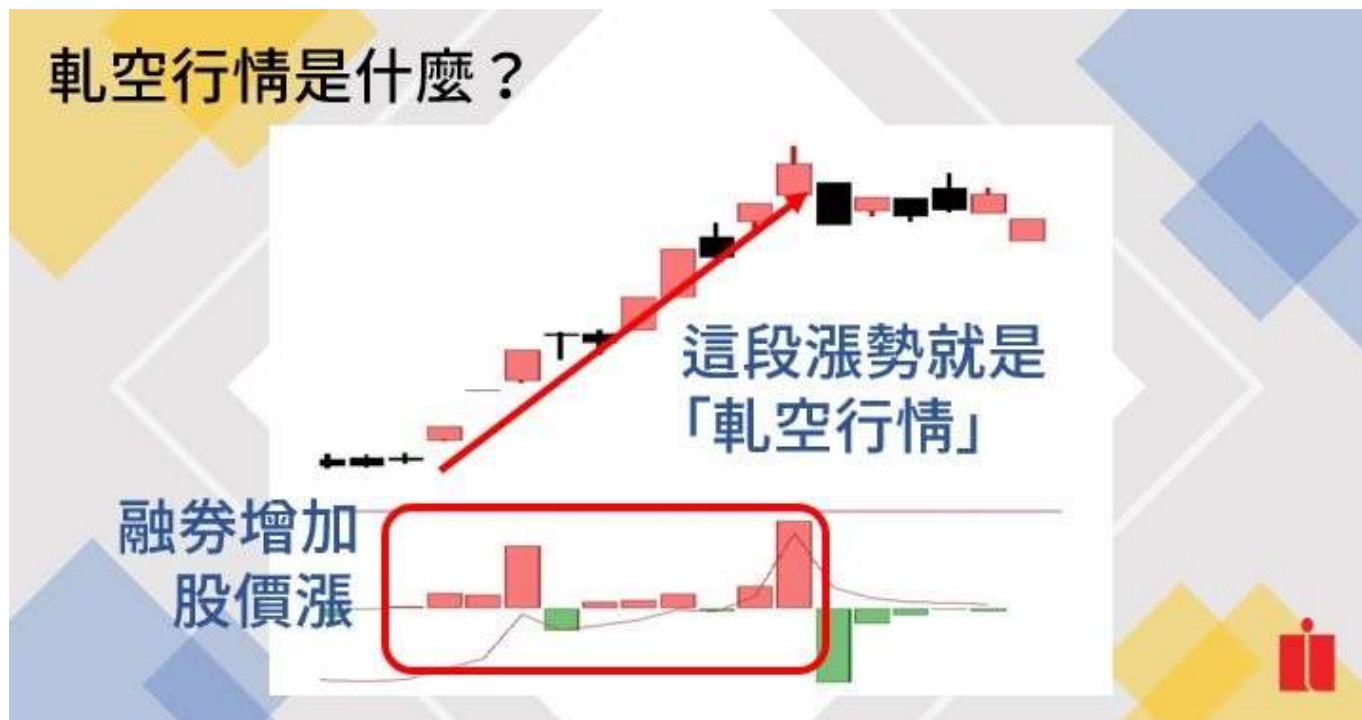 軋空行情是什麼？
這段漲勢就是
「軋空行情」
融券增加
股價漲